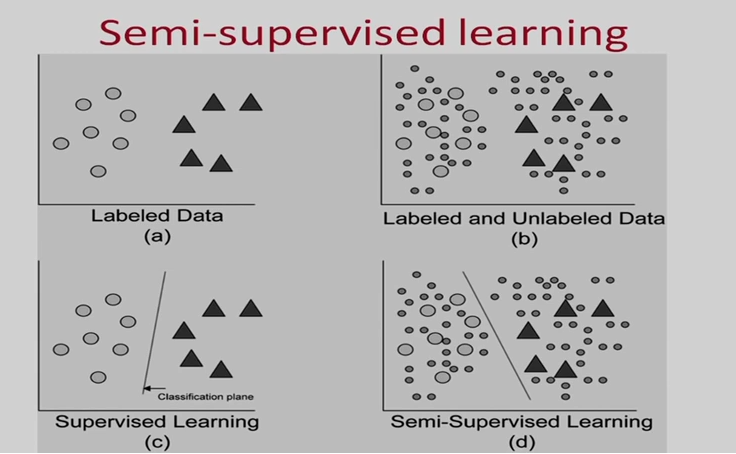 Semi-supervised learning
Labeled Data
(a)
Labeled and Unlabeled Data
(b)
Classification plane
Supervised Learning
(c)
Semi-Supervised Learning
(d)